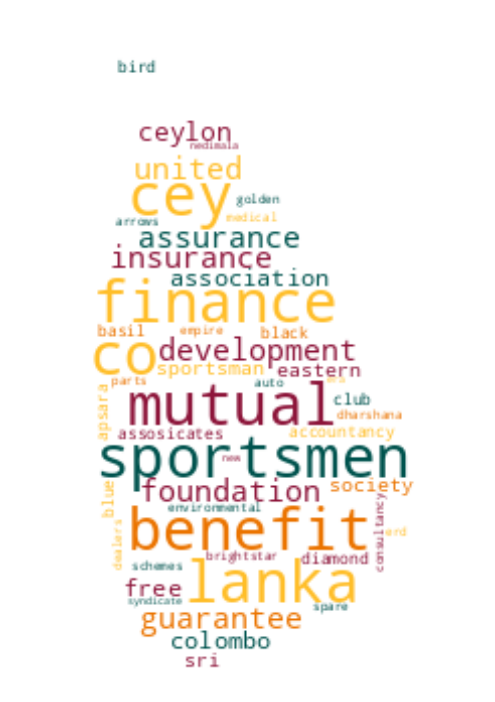 bird
ceylon
nedimala
united
cey
golden
arrows
medical
assurance
insurance
association
finance
basil
empire
black
co
development
sportsman
eastern
parts
auto
era
apsara
mutual
club
dharshana
assosicates
accountancy
sportsmen
new
foundation
society
blue
environmental
consultancy
benefit
erd
dealers
brightstar
diamond
schemes
lanka
free
syndicate
spare
guarantee
colombo
sri